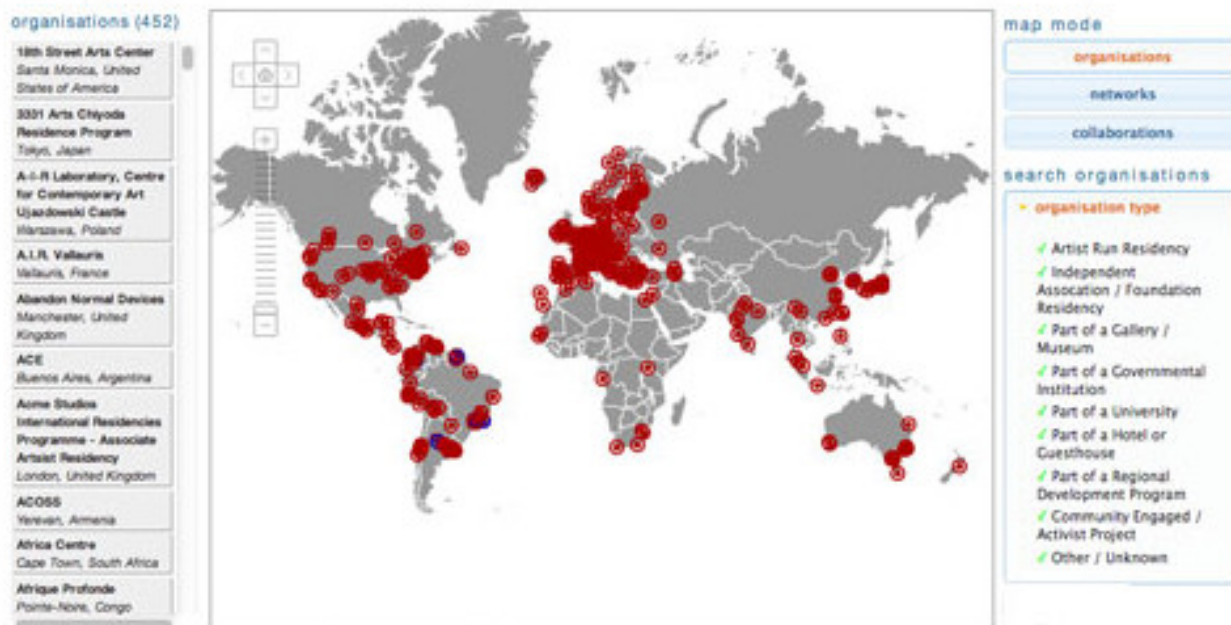 organisations (452)
18th Street Arts Center
Santa Monica, United
States of America
3331 Arts Chiyoda
Residence Program
Tokyo, Japan
A-I-R Laboratory, Centre
for Contemporary Art
Ujazdowski Castle
Warszawa, Poland
A.I.R. Vallauris
Vallauris, France
Abandon Normal Devices
Manchester, United
Kingdom
ACE
Buenos Aires, Argentina
Acme Studios
International Residencies
Programme - Associate
Artsist Residency
London, United Kingdom
ACOSS
Yerevan, Armenia
Africa Centre
Cape Town, South Africa
Afrique Profonde
Pointe-Noire, Congo
map mode
organisations
networks
collaborations
search organisations
organisation type
Artist Run Residency
Independent
Assocation / Foundation
Residency
Part of a Gallery /
Museum
Part of a Governmental
Institution
Part of a University
Part of a Hotel or
Guesthouse
Part of a Regional
Development Program
Community Engaged /
Activist Project
Other / Unknown